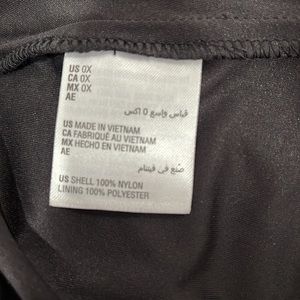 US 0X
CA 0X
MX 0X
AE
قياس واسع 0 اكس
US MADE IN VIETNAM
CA FABRIQUÉ AU VIETNAM
MX HECHO EN VIETNAM
AE
صنع في فيتنام
US SHELL 100% NYLON
LINING 100% POLYESTER